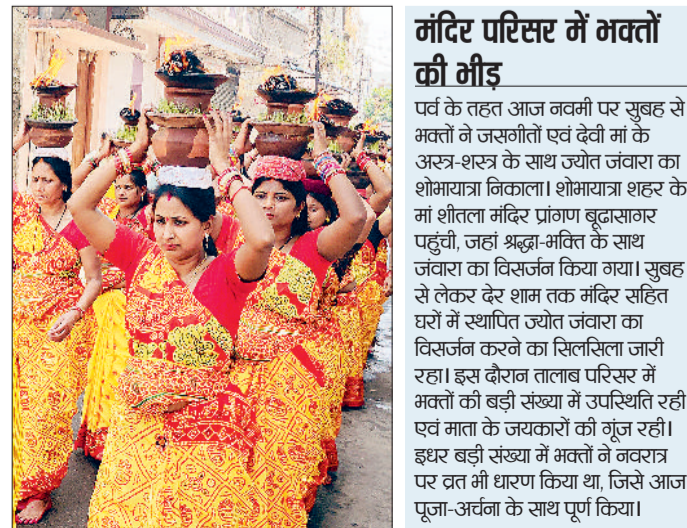 मंदिर परिसर में भक्तों
की भीड़
पर्व के तहत आज नवमी पर सुबह से
भक्तों ने जसगीतों एवं देवी मां के
अस्त्र-शस्त्र के साथ ज्योत जंवारा का
शोभायात्रा निकाला। शोभायात्रा शहर के
मां शीतला मंदिर प्रांगण बूढासागर
पहुंची, जहां श्रद्धा-भक्ति के साथ
जंवारा का विसर्जन किया गया। सुबह
से लेकर देर शाम तक मंदिर सहित
घरों में स्थापित ज्योत जंवारा का
विसर्जन करने का सिलसिला जारी
रहा। इस दौरान तालाब परिसर में
भक्तों की बड़ी संख्या में उपस्थिति रही
एवं माता के जयकारों की गूंज रही।
इधर बड़ी संख्या में भक्तों ने नवरात्र
पर व्रत भी धारण किया था, जिसे आज
पूजा-अर्चना के साथ पूर्ण किया।